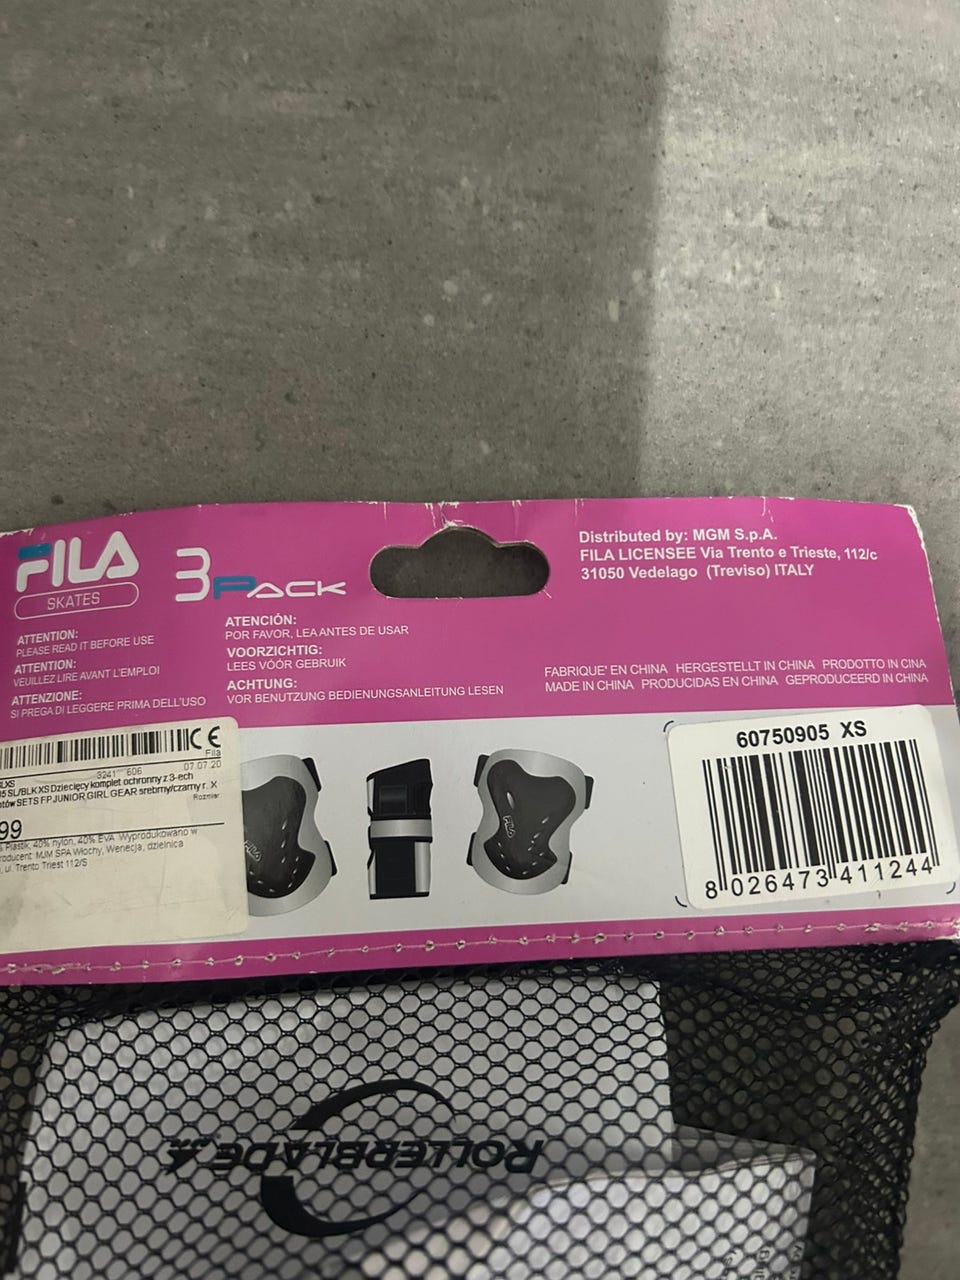 FILA
SKATES
3PACK
ATTENTION:
PLEASE READ IT BEFORE USE
ATTENTION:
VEUILLEZ LIRE AVANT L'EMPLOI
ATTENZIONE:
SI PREGA DI LEGGERE PRIMA DELL'USO
ATENCIÓN:
POR FAVOR, LEA ANTES DE USAR
VOORZICHTIG:
LEES VÓÓR GEBRUIK
ACHTUNG:
VOR BENUTZUNG BEDIENUNGSANLEITUNG LESEN
Distributed by: MGM S.p.A.
FILA LICENSEE Via Trento e Trieste, 112/c
31050 Vedelago (Treviso) ITALY
FABRIQUE' EN CHINA HERGESTELLT IN CHINA PRODOTTO IN CINA
MADE IN CHINA PRODUCIDAS EN CHINA GEPRODUCEERD IN CHINA
CE
Fila
3241 606 07.07.20
SL/BLK XS Dziecięcy komplet ochronny z 3-ech
SETS FP JUNIOR GIRL GEAR srebrny/czarny r. X
Rozmiar
99
Plastik, 40% nylon, 40% EVA Wyprodukowano w
MJM SPA Włochy, Wenecja, dzielnica
ul. Trento Triest 112/S
FILA
FILA
60750905 XS
8 026473 411244
ROLLERBLADE